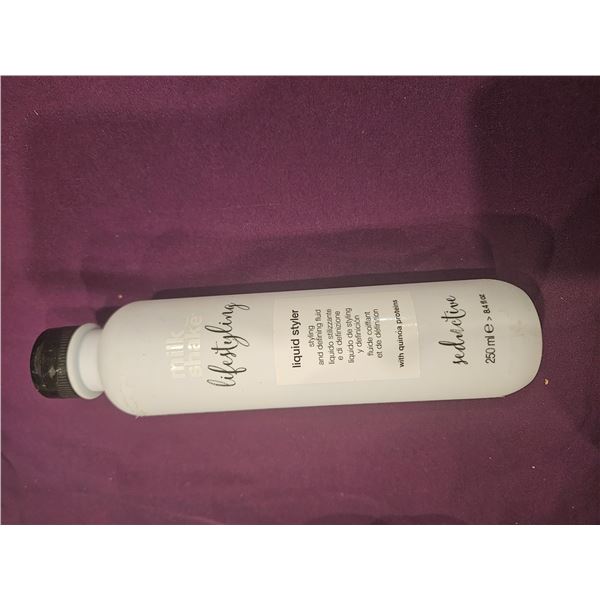 milk
shake
lifestyling
liquid styler
styling
and defining fluid
liquido stilizzante
e di definizione
líquido de styling
y definición
fluide coiffant
et de définition
with quinoa proteins
seductive
250 ml e > 8.4 fl oz